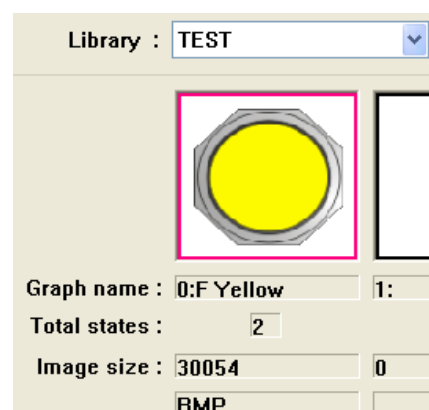 Library : TEST
Graph name : 0:F Yellow 1:
Total states : 2
Image size : 30054 0
BMP